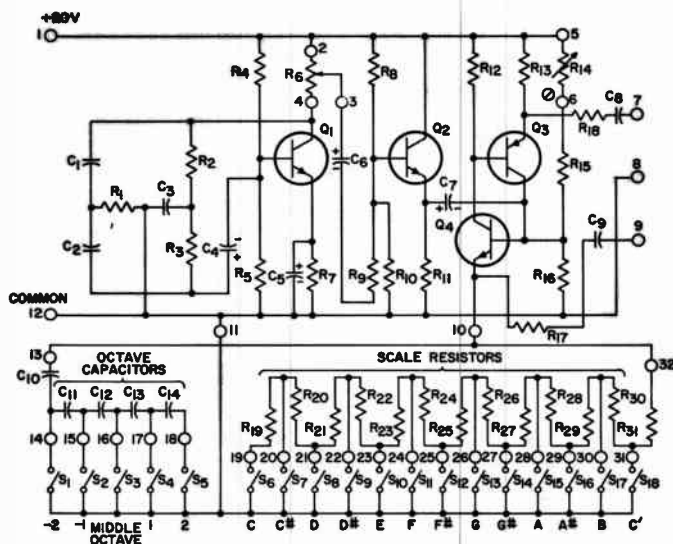 +20V
1 2 5
R4 R6 R8 R12 R13 R14
4 3 Ø 6 C8 7
Q1 Q2 Q3 R18
C1 R2 C6 R15 8
R1 C3 C7
Q4 C9 9
C2 R3 C4 R5 C5 R7 R9 R10 R11 R16
COMMON
12 11 10 R17
13 OCTAVE CAPACITORS SCALE RESISTORS 32
C10
C11 C12 C13 C14 R20 R22 R24 R26 R28 R30
R19 R21 R23 R25 R27 R29 R31
14 15 16 17 18 19 20 21 22 23 24 25 26 27 28 29 30 31
S1 S2 S3 S4 S5 S6 S7 S8 S9 S10 S11 S12 S13 S14 S15 S16 S17 S18
-2 -1 MIDDLE OCTAVE 1 2 C C# D D# E F F# G G# A A# B C'